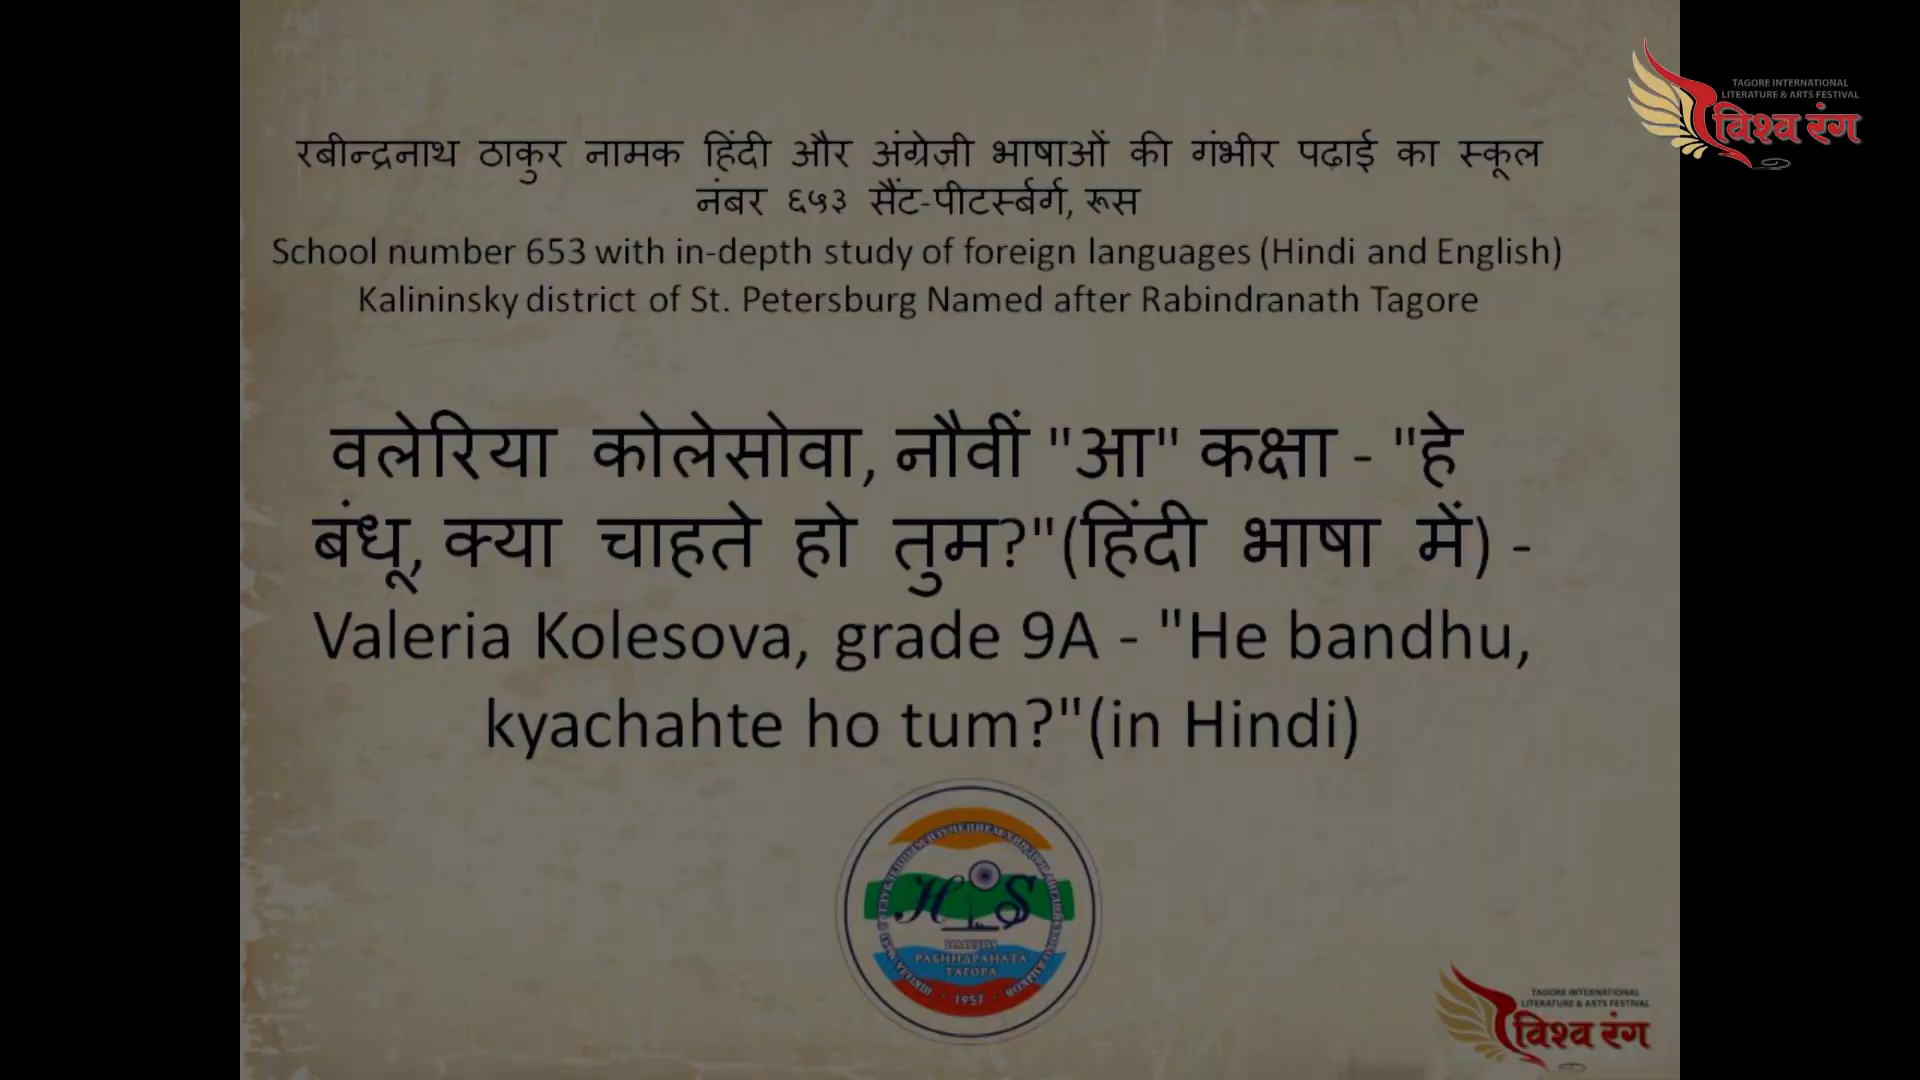 TAGORE INTERNATIONAL
LITERATURE & ARTS FESTIVAL
विश्व रंग
रबीन्द्रनाथ ठाकुर नामक हिंदी और अंग्रेज़ी भाषाओं की गंभीर पढाई का स्कूल
नंबर ६५३ सैंट-पीटर्स्बर्ग, रूस
School number 653 with in-depth study of foreign languages (Hindi and English)
Kalininsky district of St. Petersburg Named after Rabindranath Tagore
वलेरिया कोलेसोवा, नौवीं "आ" कक्षा - "हे
बंधू, क्या चाहते हो तुम?"(हिंदी भाषा में) -
Valeria Kolesova, grade 9A - "He bandhu,
kyachahte ho tum?"(in Hindi)
H S
ИМЕНИ
РАБИНДРАНАТА
ТАГОРА
1957
TAGORE INTERNATIONAL
LITERATURE & ARTS FESTIVAL
विश्व रंग